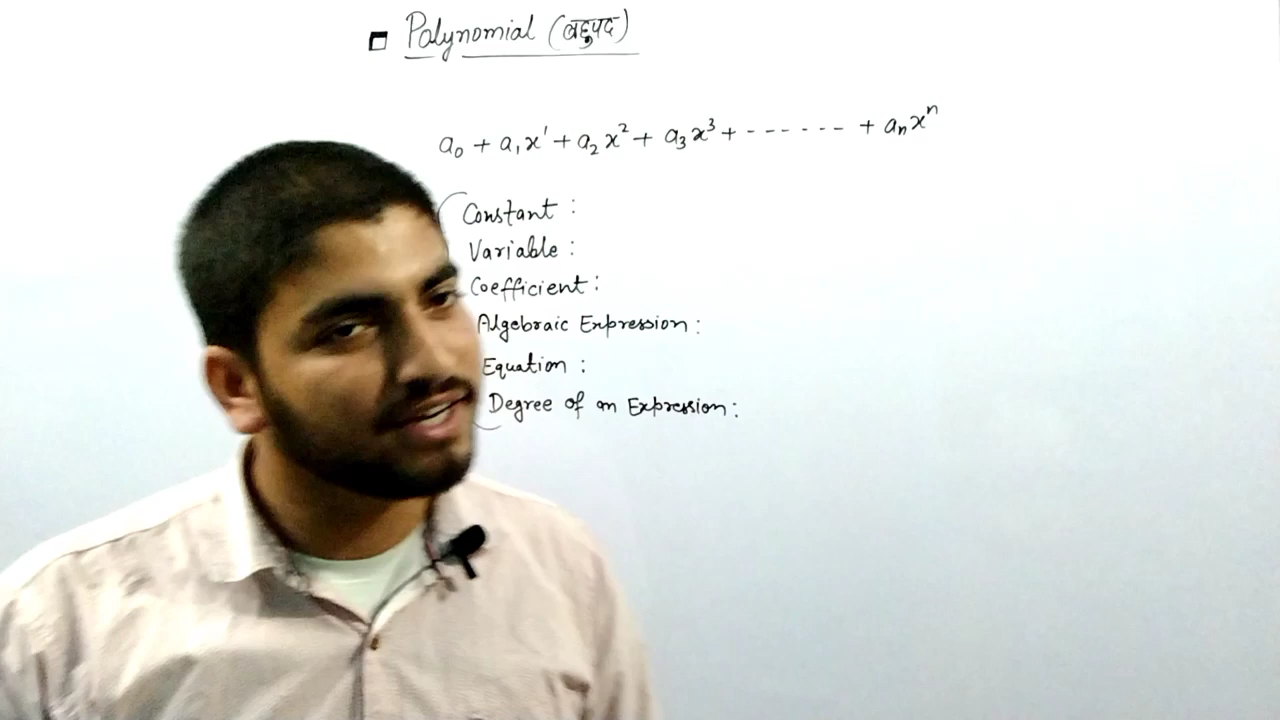 Polynomial (बहुपद)
a₀ + a₁x¹ + a₂x² + a₃x³ + ------ + aₙxⁿ
Constant :
Variable :
Coefficient :
Algebraic Expression :
Equation :
Degree of an Expression :